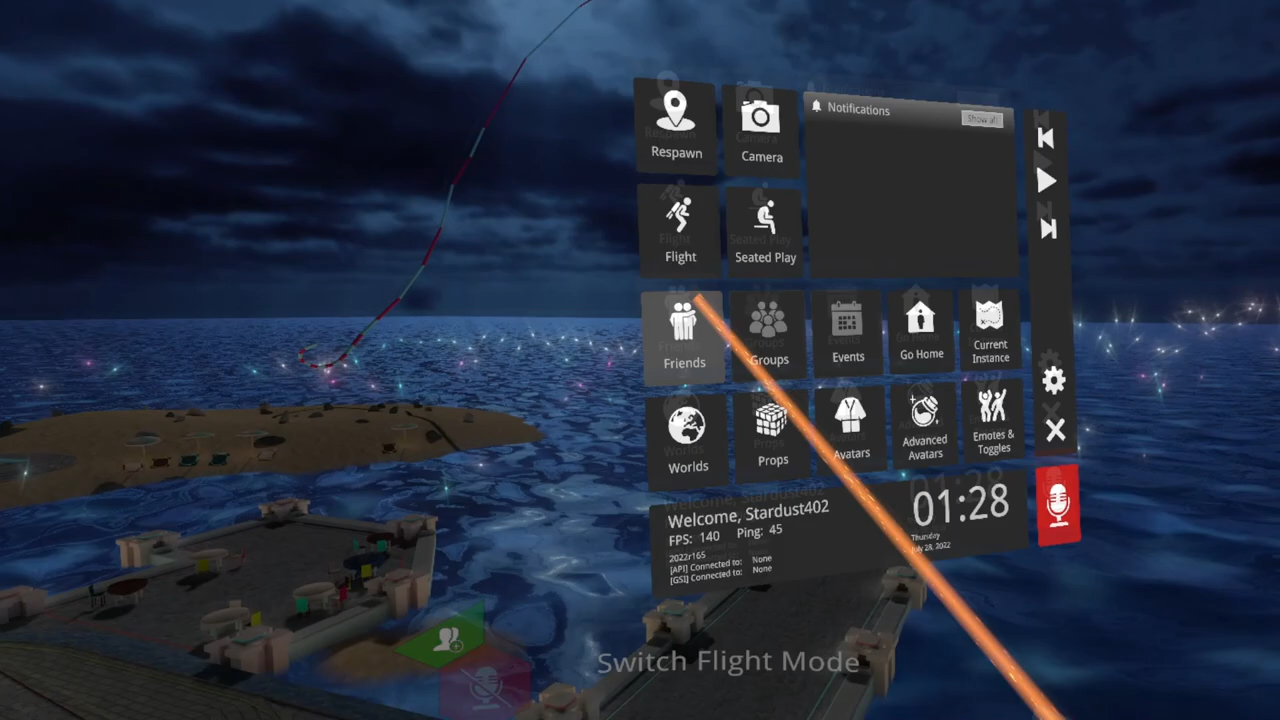 Respawn
Camera
Notifications
Show all
Flight
Seated Play
Friends
Groups
Events
Go Home
Current
Instance
Worlds
Props
Avatars
Advanced
Avatars
Emotes &
Toggles
Welcome, Stardust402
FPS: 140 Ping: 45
2022r165
[API] Connected to: None
[GSI] Connected to: None
01:28
Thursday
July 28, 2022
Switch Flight Mode